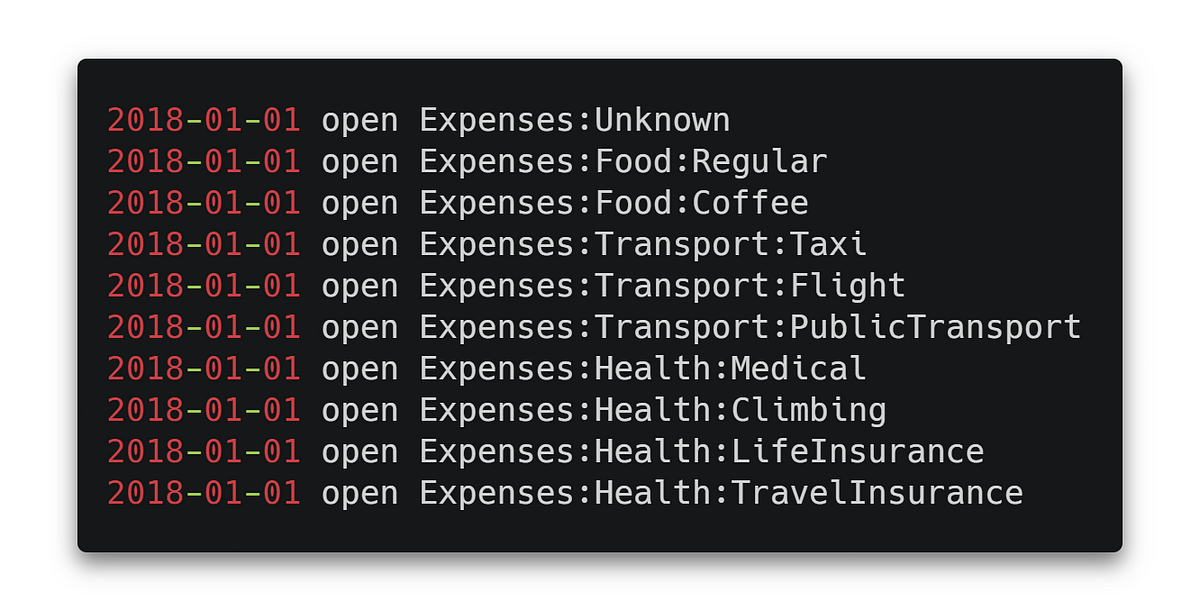 2018-01-01 open Expenses:Unknown
2018-01-01 open Expenses:Food:Regular
2018-01-01 open Expenses:Food:Coffee
2018-01-01 open Expenses:Transport:Taxi
2018-01-01 open Expenses:Transport:Flight
2018-01-01 open Expenses:Transport:PublicTransport
2018-01-01 open Expenses:Health:Medical
2018-01-01 open Expenses:Health:Climbing
2018-01-01 open Expenses:Health:LifeInsurance
2018-01-01 open Expenses:Health:TravelInsurance